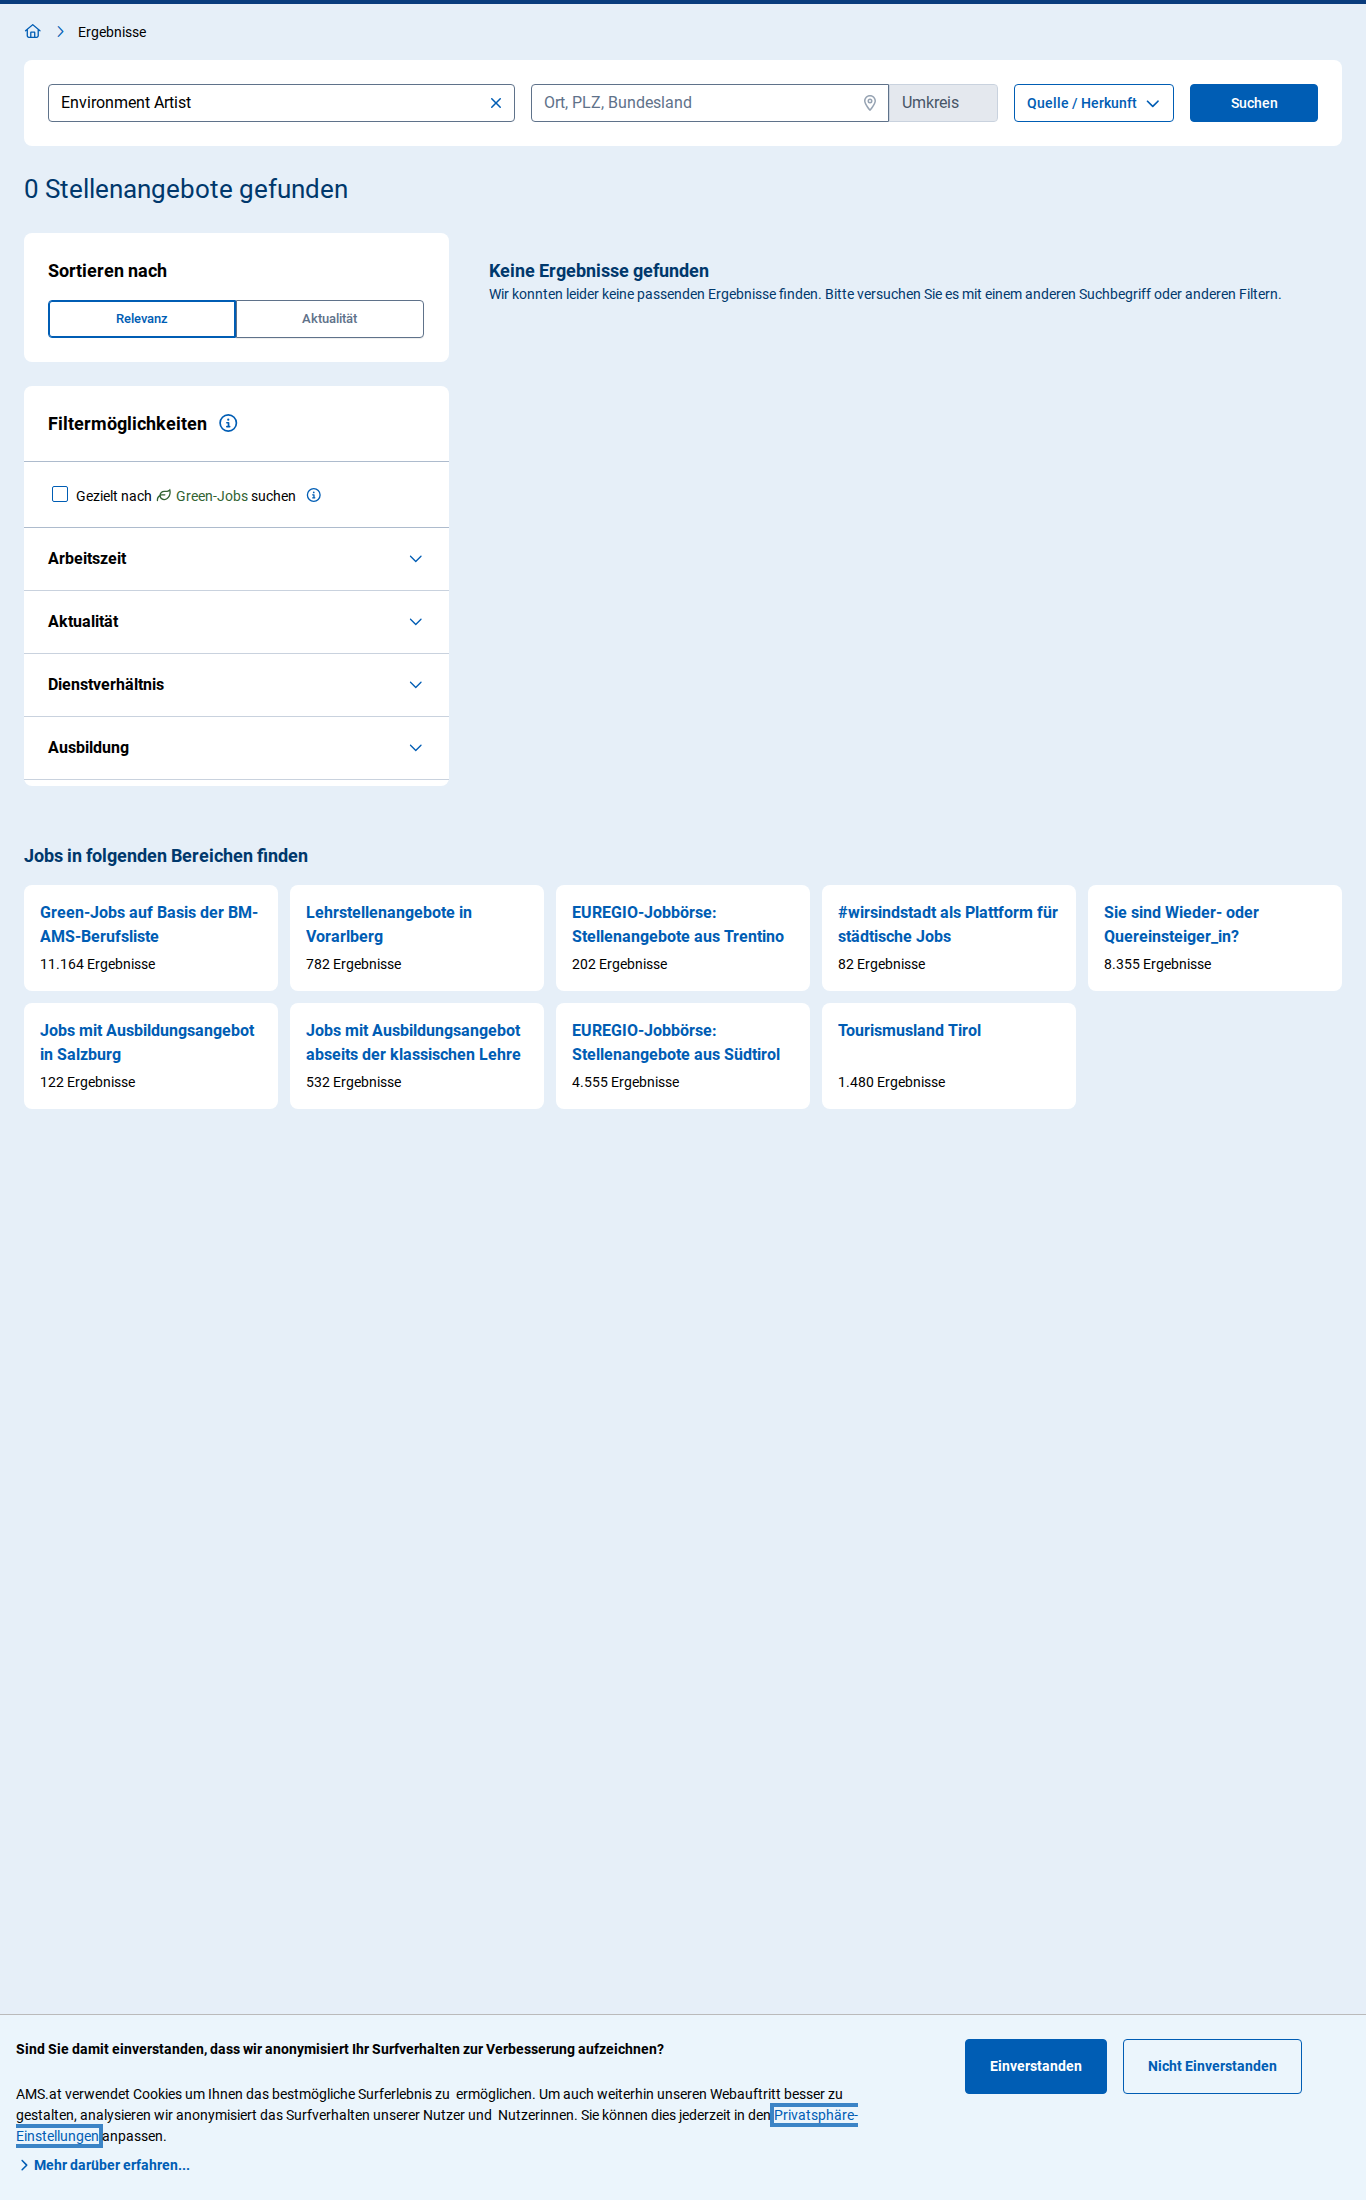 Ergebnisse
Environment Artist
Ort, PLZ, Bundesland
Umkreis
Quelle / Herkunft
Suchen
0 Stellenangebote gefunden
Sortieren nach
Relevanz
Aktualität
Keine Ergebnisse gefunden
Wir konnten leider keine passenden Ergebnisse finden. Bitte versuchen Sie es mit einem anderen Suchbegriff oder anderen Filtern.
Filtermöglichkeiten
Gezielt nach Green-Jobs suchen
Arbeitszeit
Aktualität
Dienstverhältnis
Ausbildung
Jobs in folgenden Bereichen finden
Green-Jobs auf Basis der BM-
AMS-Berufsliste
11.164 Ergebnisse
Lehrstellenangebote in
Vorarlberg
782 Ergebnisse
EUREGIO-Jobbörse:
Stellenangebote aus Trentino
202 Ergebnisse
#wirsindstadt als Plattform für
städtische Jobs
82 Ergebnisse
Sie sind Wieder- oder
Quereinsteiger_in?
8.355 Ergebnisse
Jobs mit Ausbildungsangebot
in Salzburg
122 Ergebnisse
Jobs mit Ausbildungsangebot
abseits der klassischen Lehre
532 Ergebnisse
EUREGIO-Jobbörse:
Stellenangebote aus Südtirol
4.555 Ergebnisse
Tourismusland Tirol
1.480 Ergebnisse
Sind Sie damit einverstanden, dass wir anonymisiert Ihr Surfverhalten zur Verbesserung aufzeichnen?
AMS.at verwendet Cookies um Ihnen das bestmögliche Surferlebnis zu ermöglichen. Um auch weiterhin unseren Webauftritt besser zu
gestalten, analysieren wir anonymisiert das Surfverhalten unserer Nutzer und Nutzerinnen. Sie können dies jederzeit in den Privatsphäre-
Einstellungen anpassen.
Mehr darüber erfahren...
Einverstanden
Nicht Einverstanden